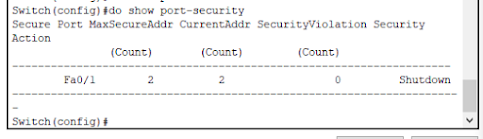 Switch(config)#do show port-security
Secure Port MaxSecureAddr CurrentAddr SecurityViolation Security
Action
(Count) (Count) (Count)
--------------------------------------------------------------------
Fa0/1 2 2 0 Shutdown
--------------------------------------------------------------------
-
Switch(config)#